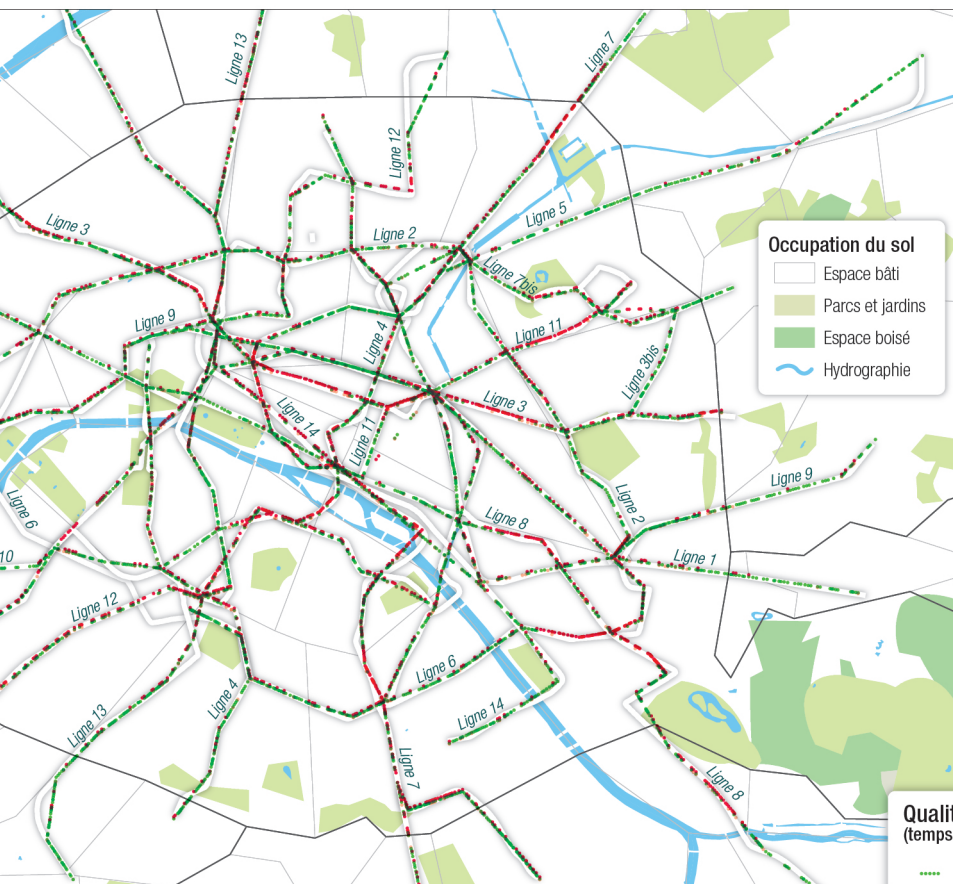 Ligne 13
Ligne 7
Ligne 12
Ligne 3
Ligne 2
Ligne 5
Occupation du sol
Espace bâti
Parcs et jardins
Espace boisé
Hydrographie
Ligne 7bis
Ligne 9
Ligne 4
Ligne 11
Ligne 3bis
Ligne 14
Ligne 11
Ligne 3
Ligne 9
Ligne 6
Ligne 8
Ligne 2
10
Ligne 1
Ligne 12
Ligne 6
Ligne 4
Ligne 13
Ligne 14
Ligne 7
Ligne 8
Qualit
(temps